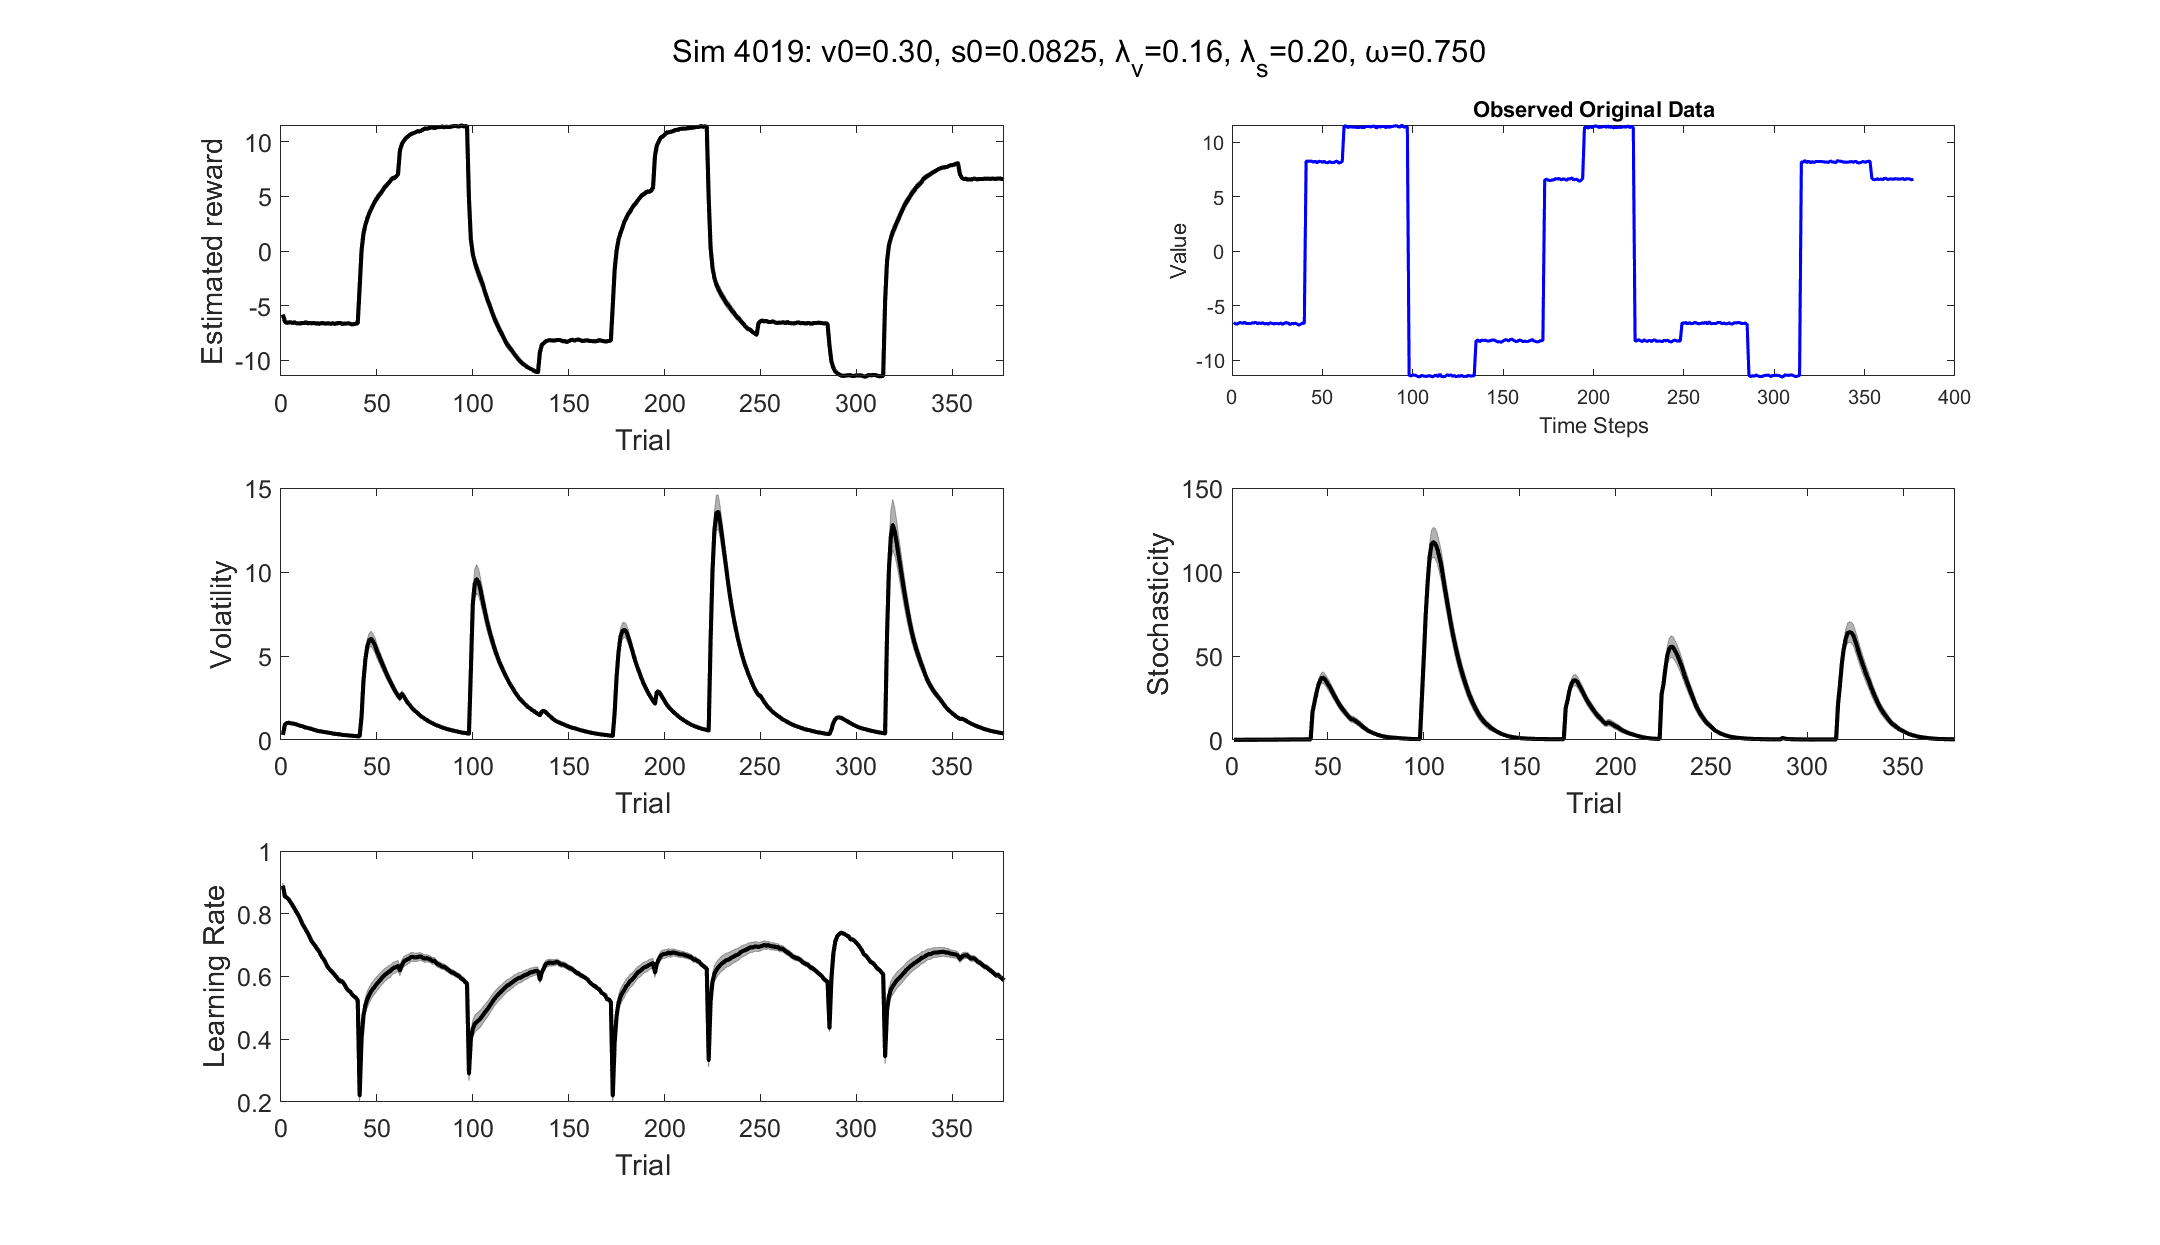 Sim 4019: v0=0.30, s0=0.0825, λv=0.16, λs=0.20, ω=0.750
Estimated reward
10
5
0
-5
-10
0 50 100 150 200 250 300 350
Trial
Observed Original Data
Value
10
5
0
-5
-10
0 50 100 150 200 250 300 350 400
Time Steps
Volatility
15
10
5
0
0 50 100 150 200 250 300 350
Trial
Stochasticity
150
100
50
0
0 50 100 150 200 250 300 350
Trial
Learning Rate
1
0.8
0.6
0.4
0.2
0 50 100 150 200 250 300 350
Trial